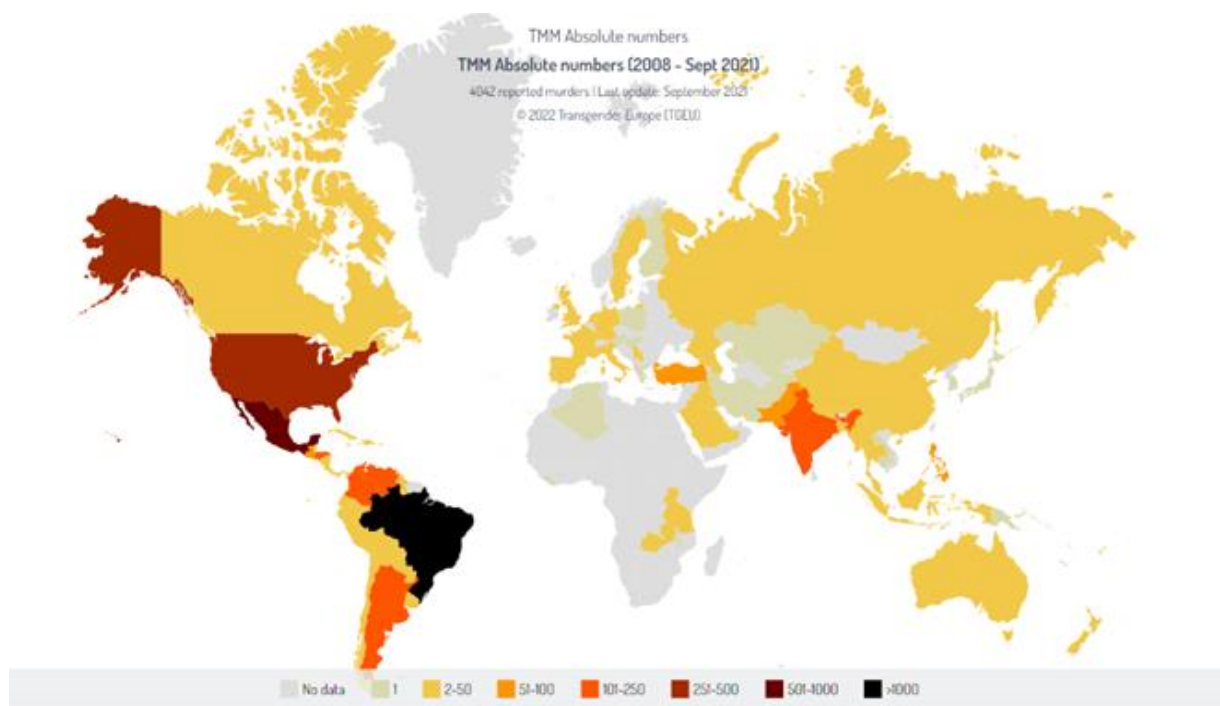 TMM Absolute numbers
TMM Absolute numbers (2008 - Sept 2021)
4042 reported murders | Last update: September 2021
© 2022 Transgender Europe (TGEU)
No data 1 2-50 51-100 101-250 251-500 501-1000 >1000